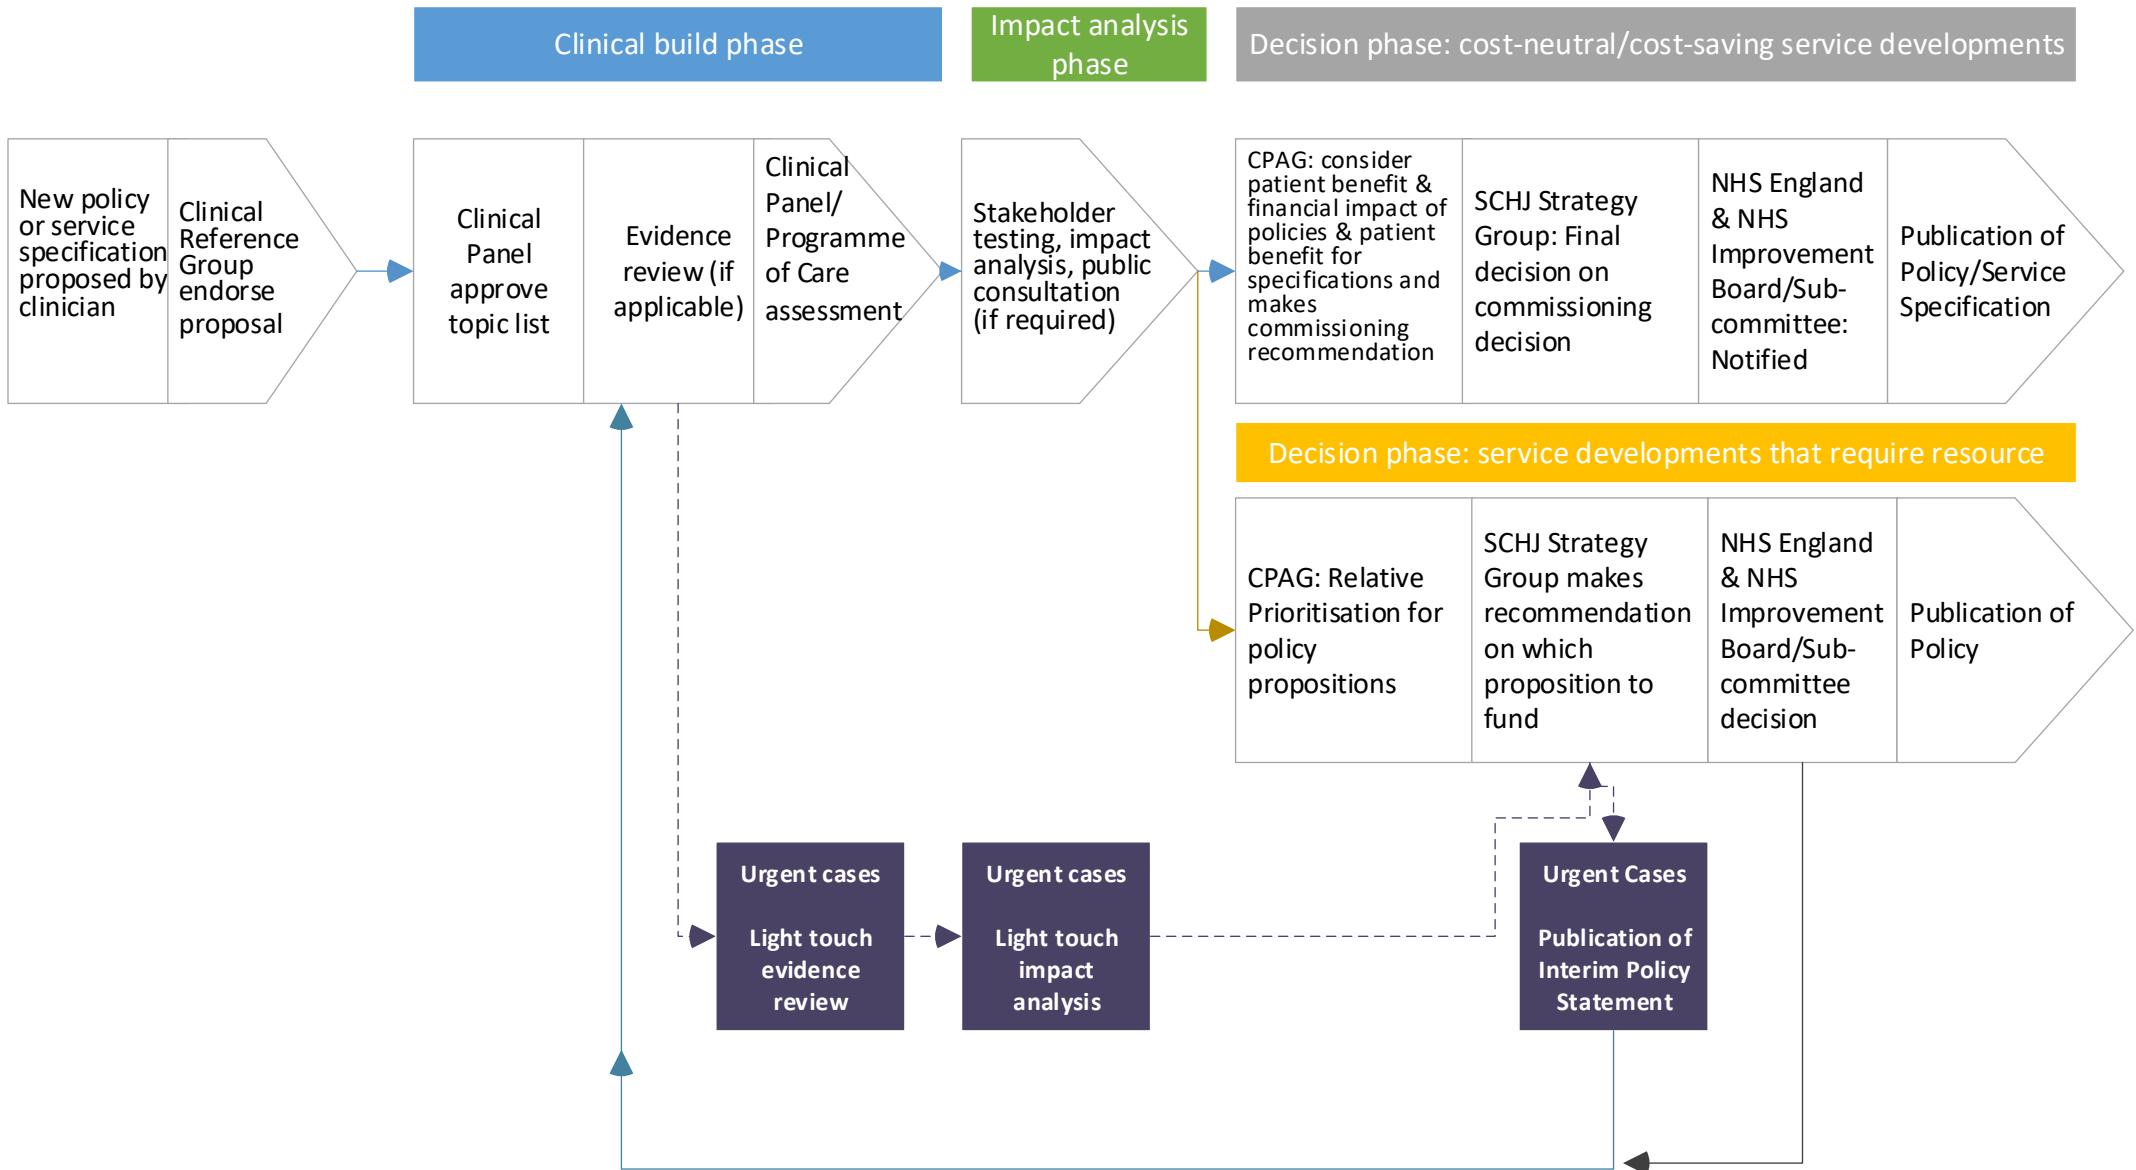 Clinical build phase
Impact analysis
phase
Decision phase: cost-neutral/cost-saving service developments
New policy
or service
specification
proposed by
clinician
Clinical
Reference
Group
endorse
proposal
Clinical
Panel
approve
topic list
Evidence
review (if
applicable)
Clinical
Panel/
Programme
of Care
assessment
Stakeholder
testing, impact
analysis, public
consultation
(if required)
CPAG: consider
patient benefit &
financial impact of
policies & patient
benefit for
specifications and
makes
commissioning
recommendation
SCHJ Strategy
Group: Final
decision on
commissioning
decision
NHS England
& NHS
Improvement
Board/Sub-
committee:
Notified
Publication of
Policy/Service
Specification
Decision phase: service developments that require resource
CPAG: Relative
Prioritisation for
policy
propositions
SCHJ Strategy
Group makes
recommendation
on which
proposition to
fund
NHS England
& NHS
Improvement
Board/Sub-
committee
decision
Publication of
Policy
Urgent cases
Light touch
evidence
review
Urgent cases
Light touch
impact
analysis
Urgent Cases
Publication of
Interim Policy
Statement